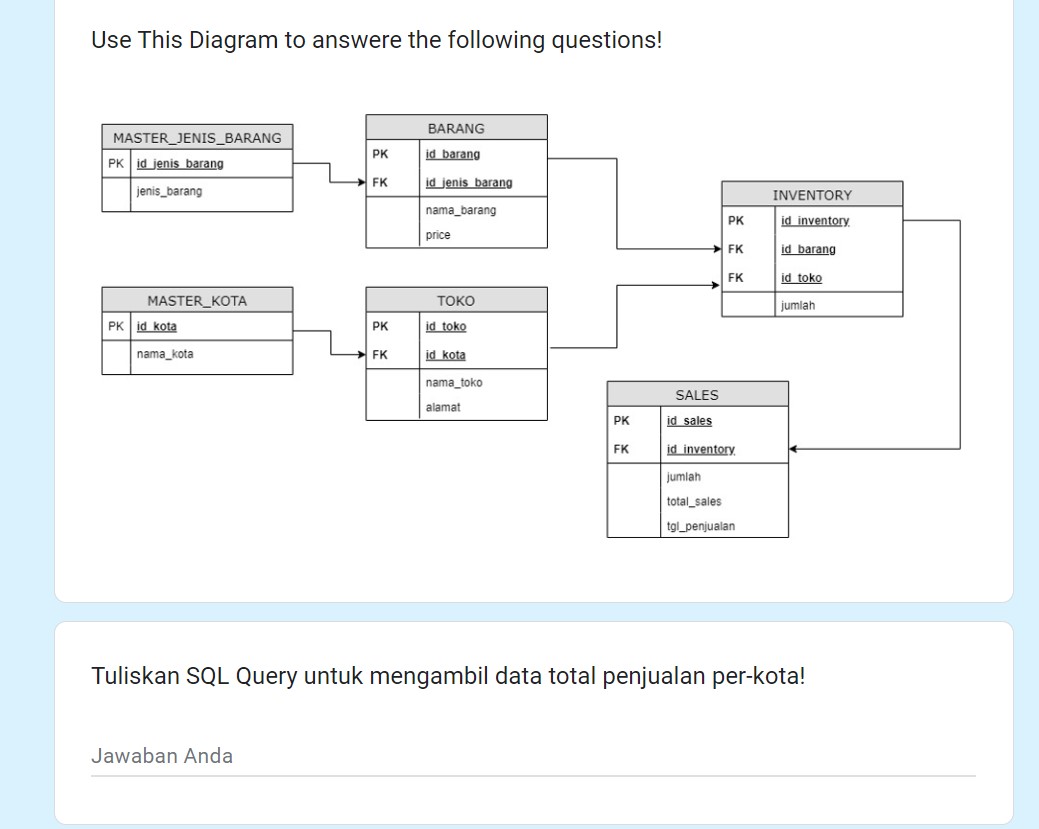 Use This Diagram to answere the following questions!
MASTER_JENIS_BARANG
PK id_jenis_barang
jenis_barang
BARANG
PK id_barang
FK id_jenis_barang
nama_barang
price
INVENTORY
PK id_inventory
FK id_barang
FK id_toko
jumlah
MASTER_KOTA
PK id_kota
nama_kota
TOKO
PK id_toko
FK id_kota
nama_toko
alamat
SALES
PK id_sales
FK id_inventory
jumlah
total_sales
tgl_penjualan
Tuliskan SQL Query untuk mengambil data total penjualan per-kota!
Jawaban Anda